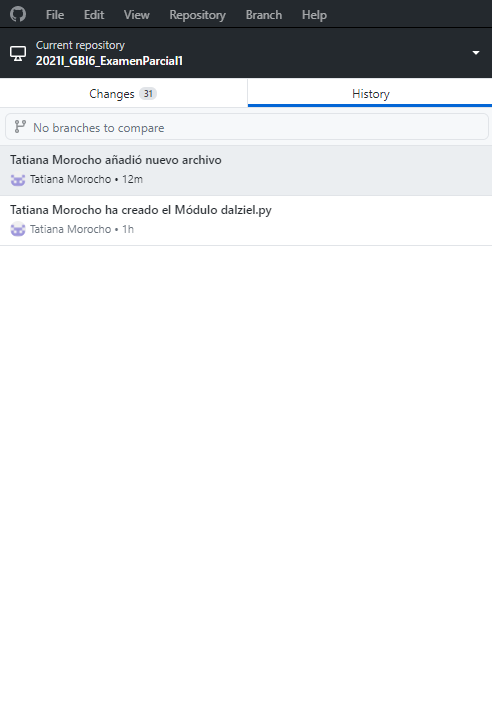 File Edit View Repository Branch Help
Current repository
2021I_GBI6_ExamenParcial1
Changes 31 History
No branches to compare
Tatiana Morocho añadió nuevo archivo
Tatiana Morocho • 12m
Tatiana Morocho ha creado el Módulo dalziel.py
Tatiana Morocho • 1h